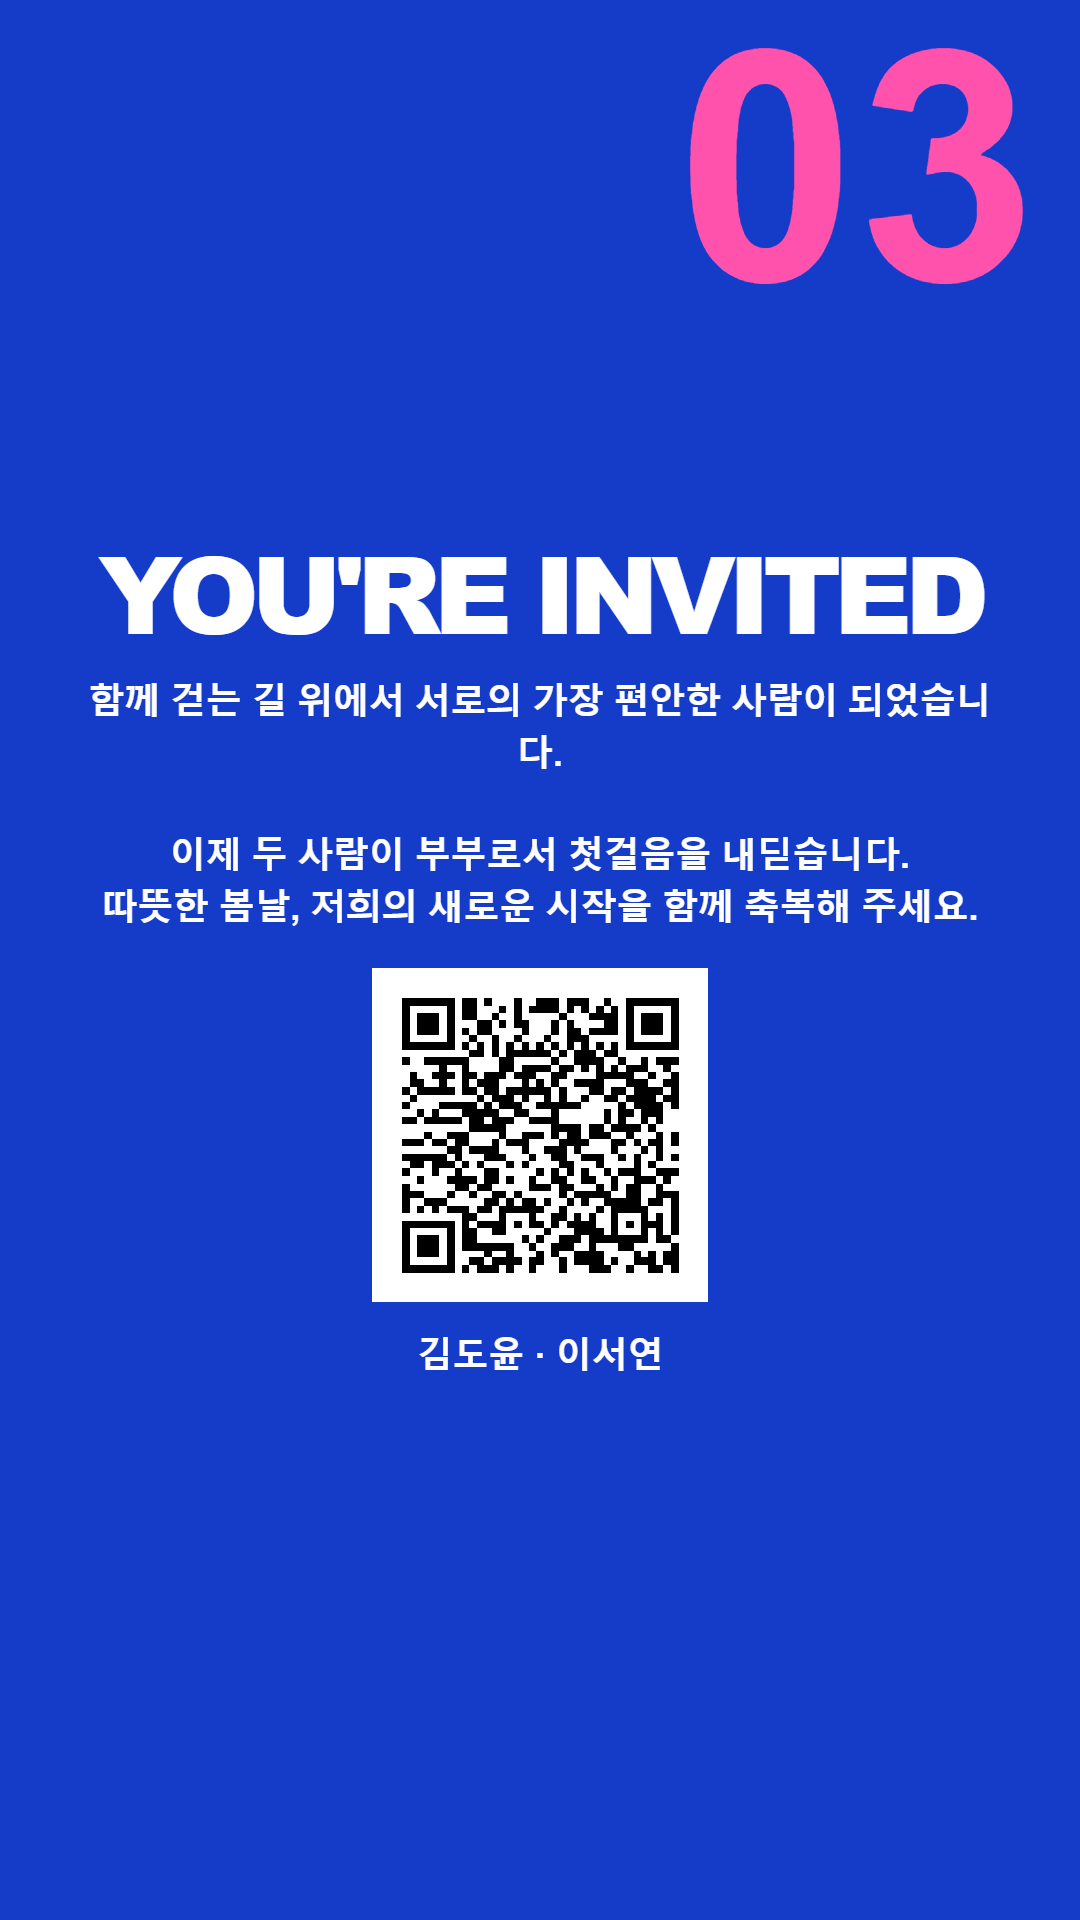 03
YOU'RE INVITED
함께 걷는 길 위에서 서로의 가장 편안한 사람이 되었습니
다.
이제 두 사람이 부부로서 첫걸음을 내딛습니다.
따뜻한 봄날, 저희의 새로운 시작을 함께 축복해 주세요.
김도윤 · 이서연